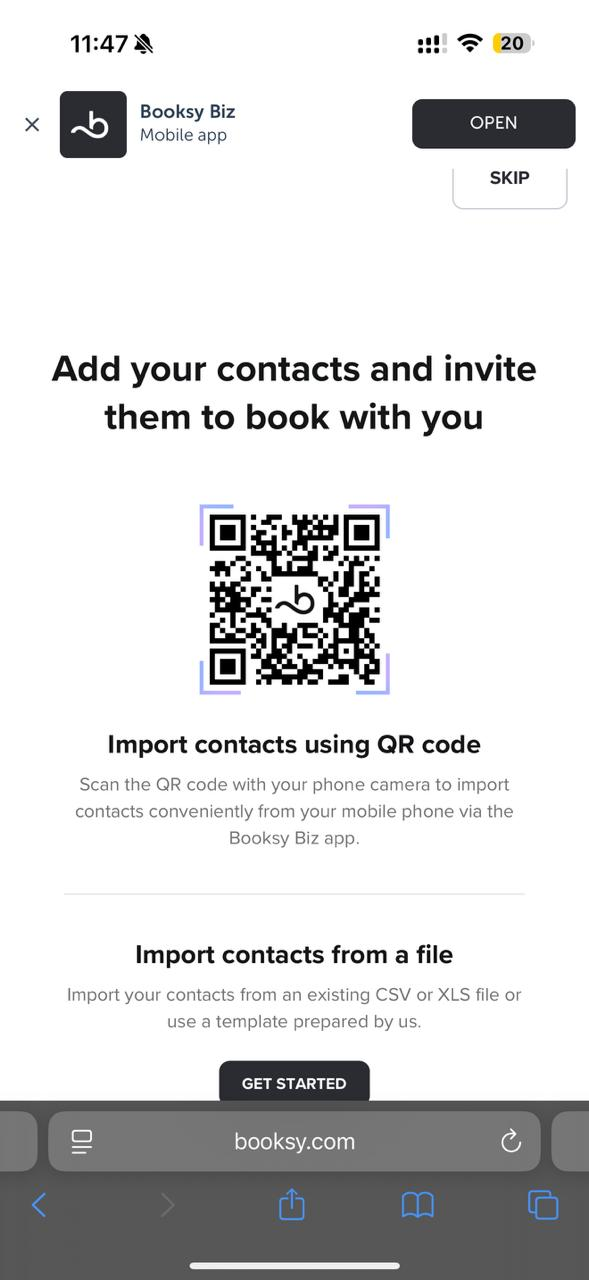 11:47
20
Booksy Biz
Mobile app
OPEN
SKIP
Add your contacts and invite
them to book with you
Import contacts using QR code
Scan the QR code with your phone camera to import
contacts conveniently from your mobile phone via the
Booksy Biz app.
Import contacts from a file
Import your contacts from an existing CSV or XLS file or
use a template prepared by us.
GET STARTED
booksy.com